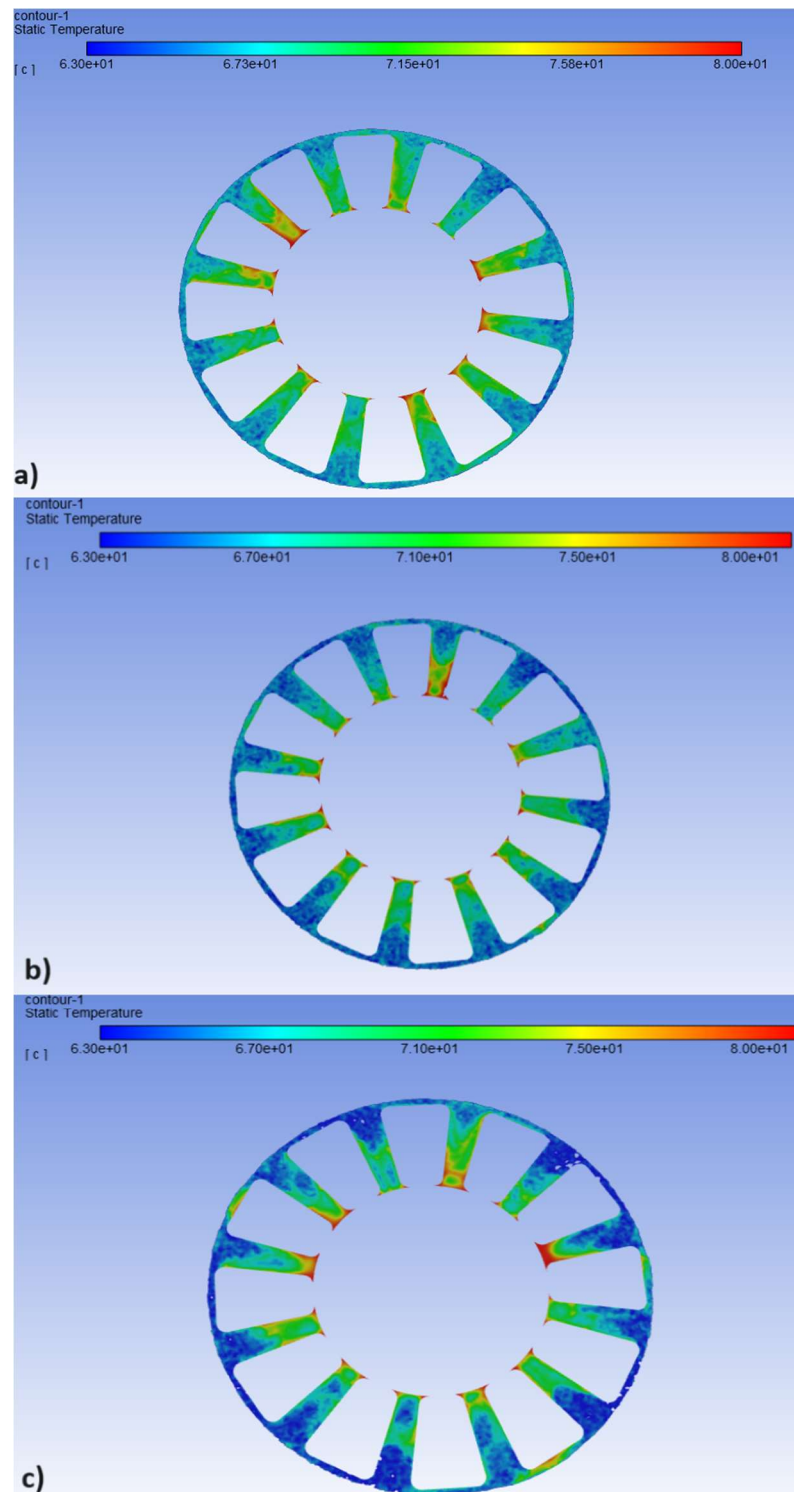 contour-1
Static Temperature
[ c ] 6.30e+01 6.73e+01 7.15e+01 7.58e+01 8.00e+01
a)
contour-1
Static Temperature
[ c ] 6.30e+01 6.70e+01 7.10e+01 7.50e+01 8.00e+01
b)
contour-1
Static Temperature
[ c ] 6.30e+01 6.70e+01 7.10e+01 7.50e+01 8.00e+01
c)